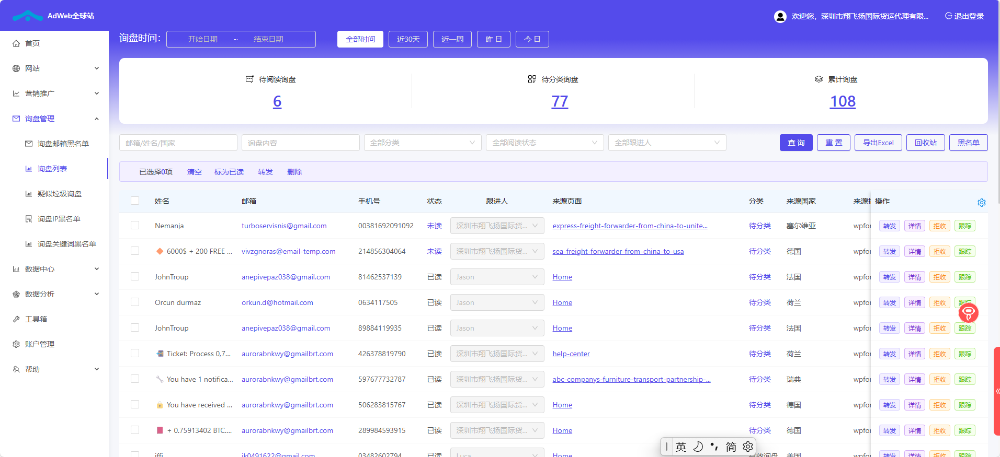 AdWeb全球站
欢迎您，深圳市翔飞扬国际货运代理有限...
退出登录
首页
网站
营销推广
询盘管理
询盘邮箱黑名单
询盘列表
疑似垃圾询盘
询盘IP黑名单
询盘关键词黑名单
数据中心
数据分析
工具箱
账户管理
帮助
询盘时间： 开始日期 ~ 结束日期 全部时间 近30天 近一周 昨 日 今 日
待阅读询盘 待分类询盘 累计询盘
6 77 108
邮箱/姓名/国家 询盘内容 全部分类 全部阅读状态 全部跟进人 查 询 重 置 导出Excel 回收站 黑名单
已选择0项 清空 标为已读 转发 删除
姓名 邮箱 手机号 状态 跟进人 来源页面 分类 来源国家 来源 操作
Nemanja turboservisnis@gmail.com 00381692091092 未读 深圳市翔飞扬国际货... express-freight-forwarder-from-china-to-unite... 待分类 塞尔维亚 wpfor 转发 详情 拒收 跟踪
6000$ + 200 FREE ... vivzgnoras@email-temp.com 214856304064 未读 深圳市翔飞扬国际货... sea-freight-forwarder-from-china-to-usa 待分类 德国 wpfor 转发 详情 拒收 跟踪
JohnTroup anepivepaz038@gmail.com 81462537139 已读 Jason Home 待分类 法国 wpfor 转发 详情 拒收 跟踪
Orcun durmaz orkun.d@hotmail.com 0634117505 已读 Jason Home 待分类 荷兰 wpfor 转发 详情 拒收 跟踪
JohnTroup anepivepaz038@gmail.com 89884119935 已读 Jason Home 待分类 法国 wpfor 转发 详情 拒收 跟踪
Ticket: Process 0,7... aurorabnkwy@gmailbrt.com 426378819790 已读 深圳市翔飞扬国际货... help-center 待分类 荷兰 wpfor 转发 详情 拒收 跟踪
You have 1 notifica... aurorabnkwy@gmailbrt.com 597677732787 已读 深圳市翔飞扬国际货... abc-companys-furniture-transport-partnership-... 待分类 瑞典 wpfor 转发 详情 拒收 跟踪
You have received ... aurorabnkwy@gmailbrt.com 506283815767 已读 深圳市翔飞扬国际货... Home 待分类 德国 wpfor 转发 详情 拒收 跟踪
+ 0.75913402 BTC.... aurorabnkwy@gmailbrt.com 289984593915 已读 深圳市翔飞扬国际货... Home 待分类 德国 wpfor 转发 详情 拒收 跟踪
iffi ik0491622@gmail.com 03482602794 已读 Luca Home 询盘 美国 wpfor 转发 详情 拒收 跟踪
英 简